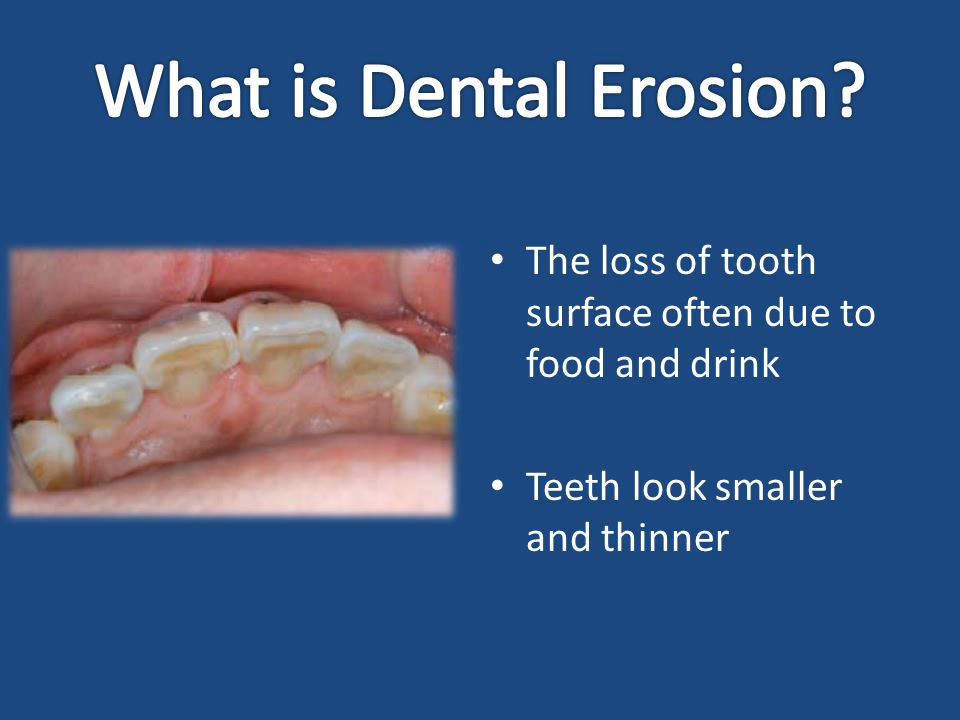 What is Dental Erosion?
• The loss of tooth
surface often due to
food and drink
• Teeth look smaller
and thinner